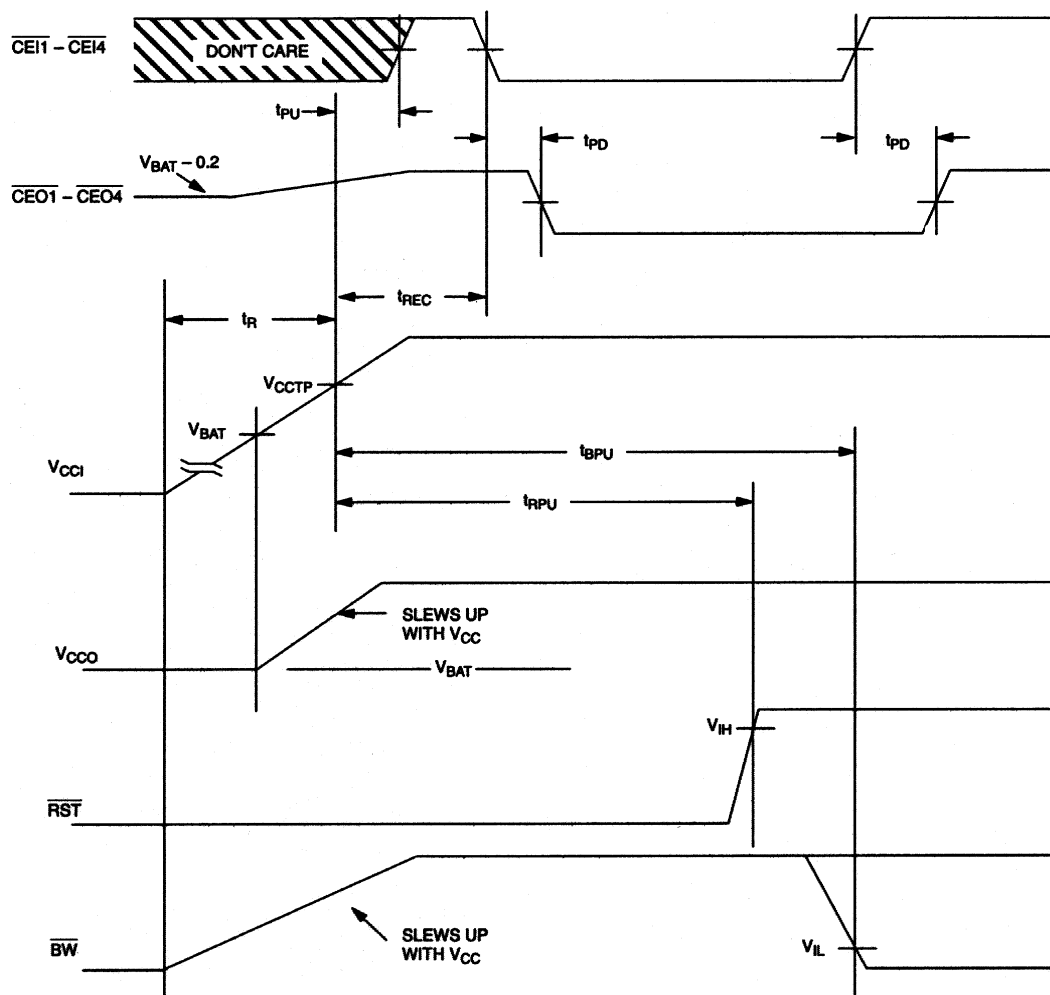 CEI1 – CEI4
DON'T CARE
tPU
tPD
tPD
VBAT – 0.2
CEO1 – CEO4
tREC
tR
VCCTP
VBAT
tBPU
VCCI
tRPU
SLEWS UP
WITH VCC
VCCO
VBAT
VIH
RST
SLEWS UP
WITH VCC
BW
VIL